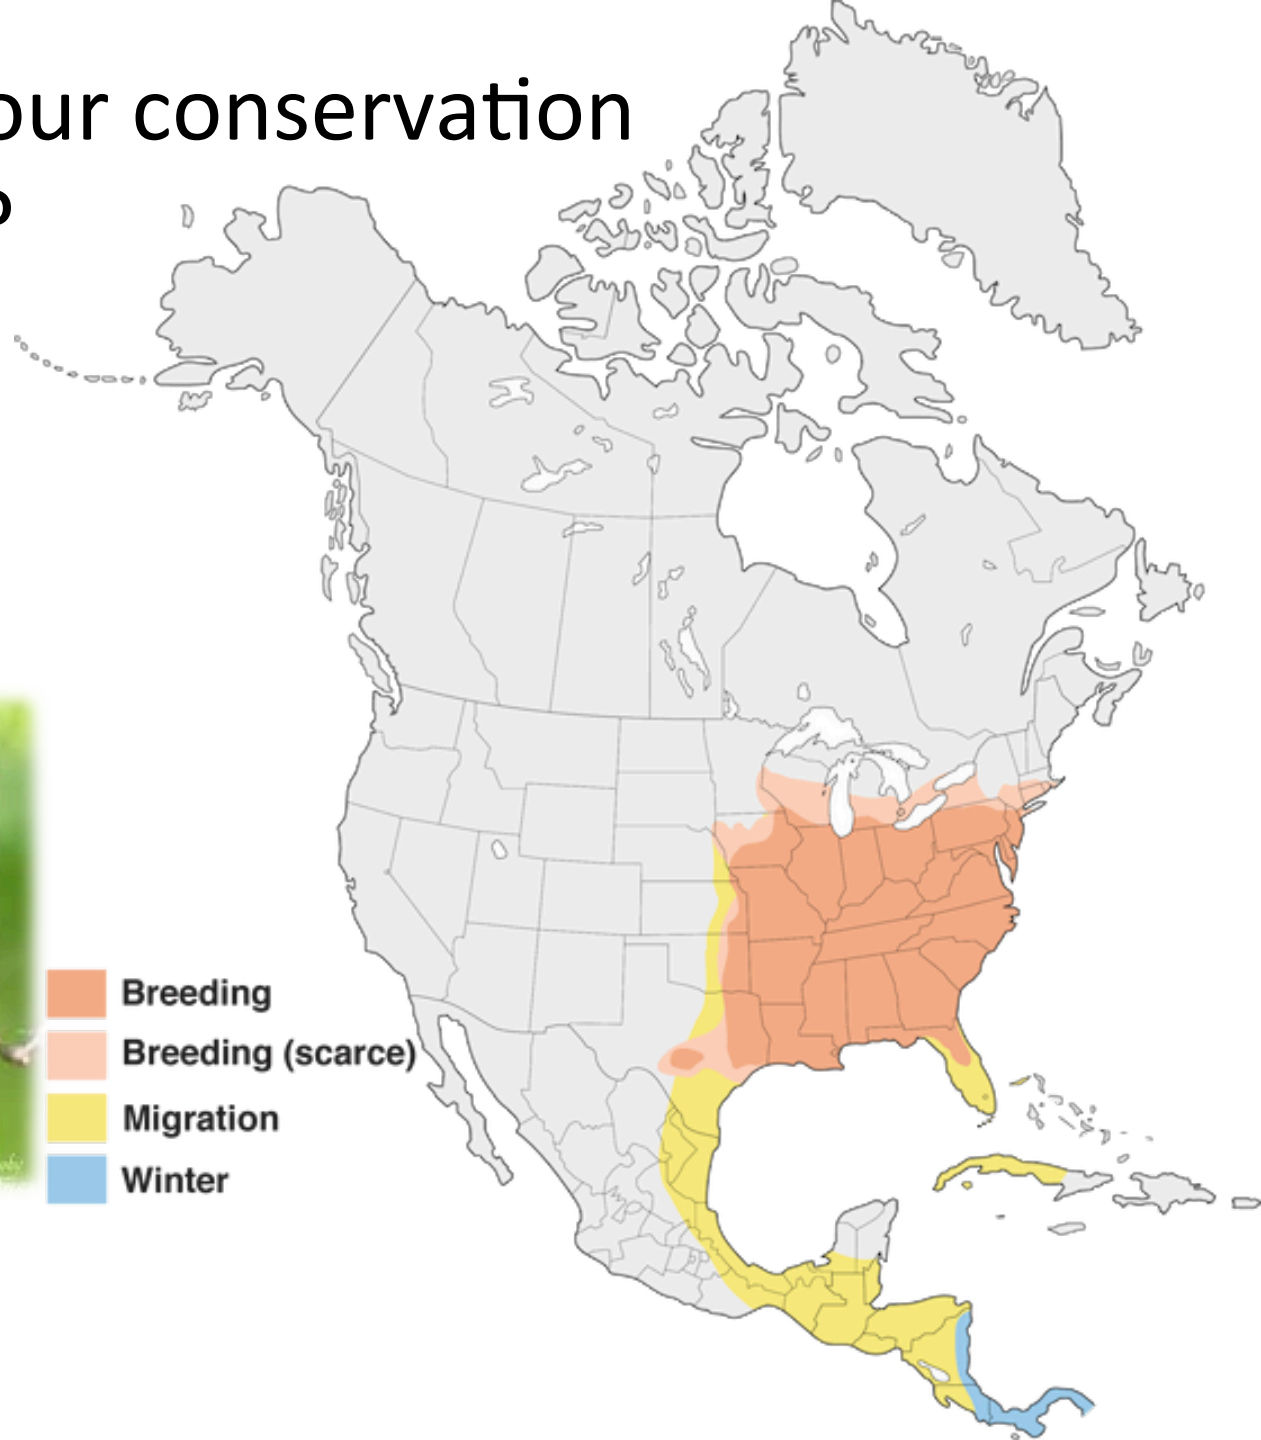 our conservation
?
Breeding
Breeding (scarce)
Migration
Winter